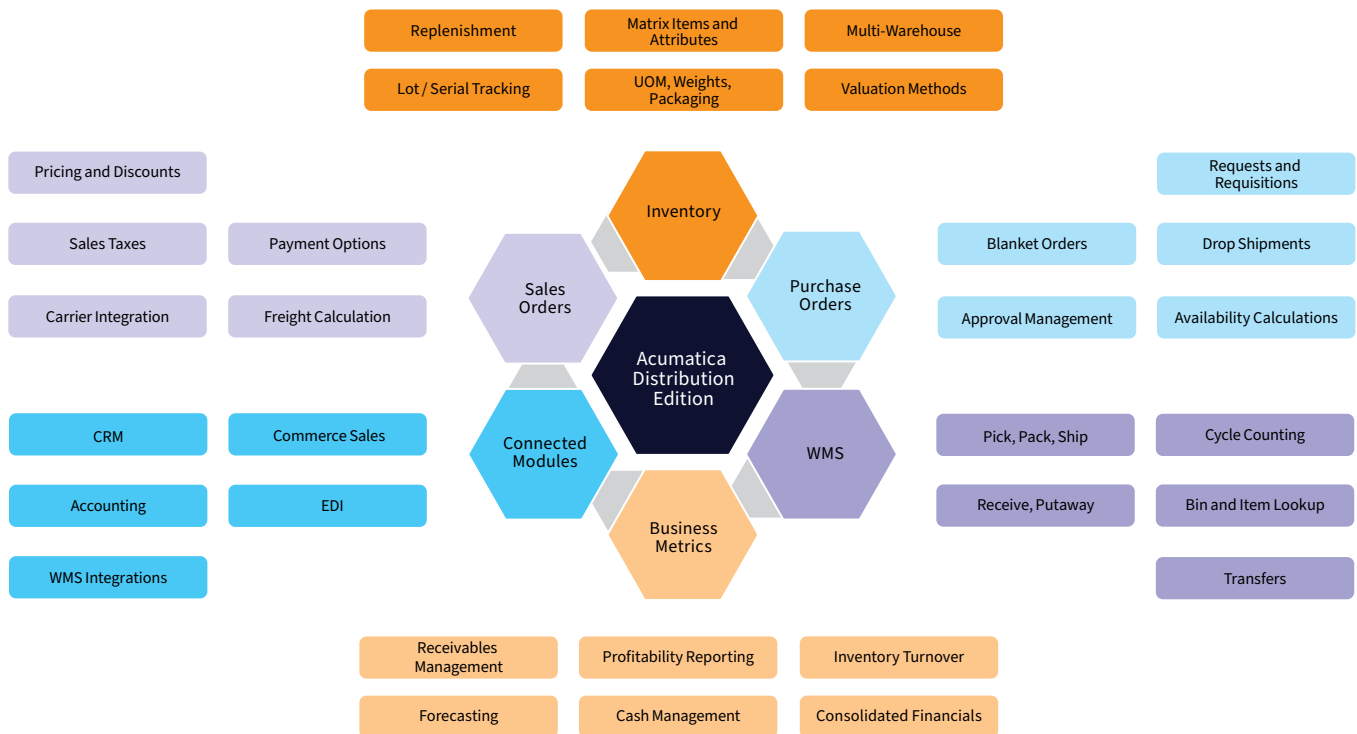 Replenishment
Matrix Items and
Attributes
Multi-Warehouse
Lot / Serial Tracking
UOM, Weights,
Packaging
Valuation Methods
Pricing and Discounts
Sales Taxes
Payment Options
Carrier Integration
Freight Calculation
Inventory
Sales
Orders
Purchase
Orders
Acumatica
Distribution
Edition
Connected
Modules
WMS
Business
Metrics
Requests and
Requisitions
Blanket Orders
Drop Shipments
Approval Management
Availability Calculations
CRM
Commerce Sales
Accounting
EDI
WMS Integrations
Pick, Pack, Ship
Cycle Counting
Receive, Putaway
Bin and Item Lookup
Transfers
Receivables
Management
Profitability Reporting
Inventory Turnover
Forecasting
Cash Management
Consolidated Financials